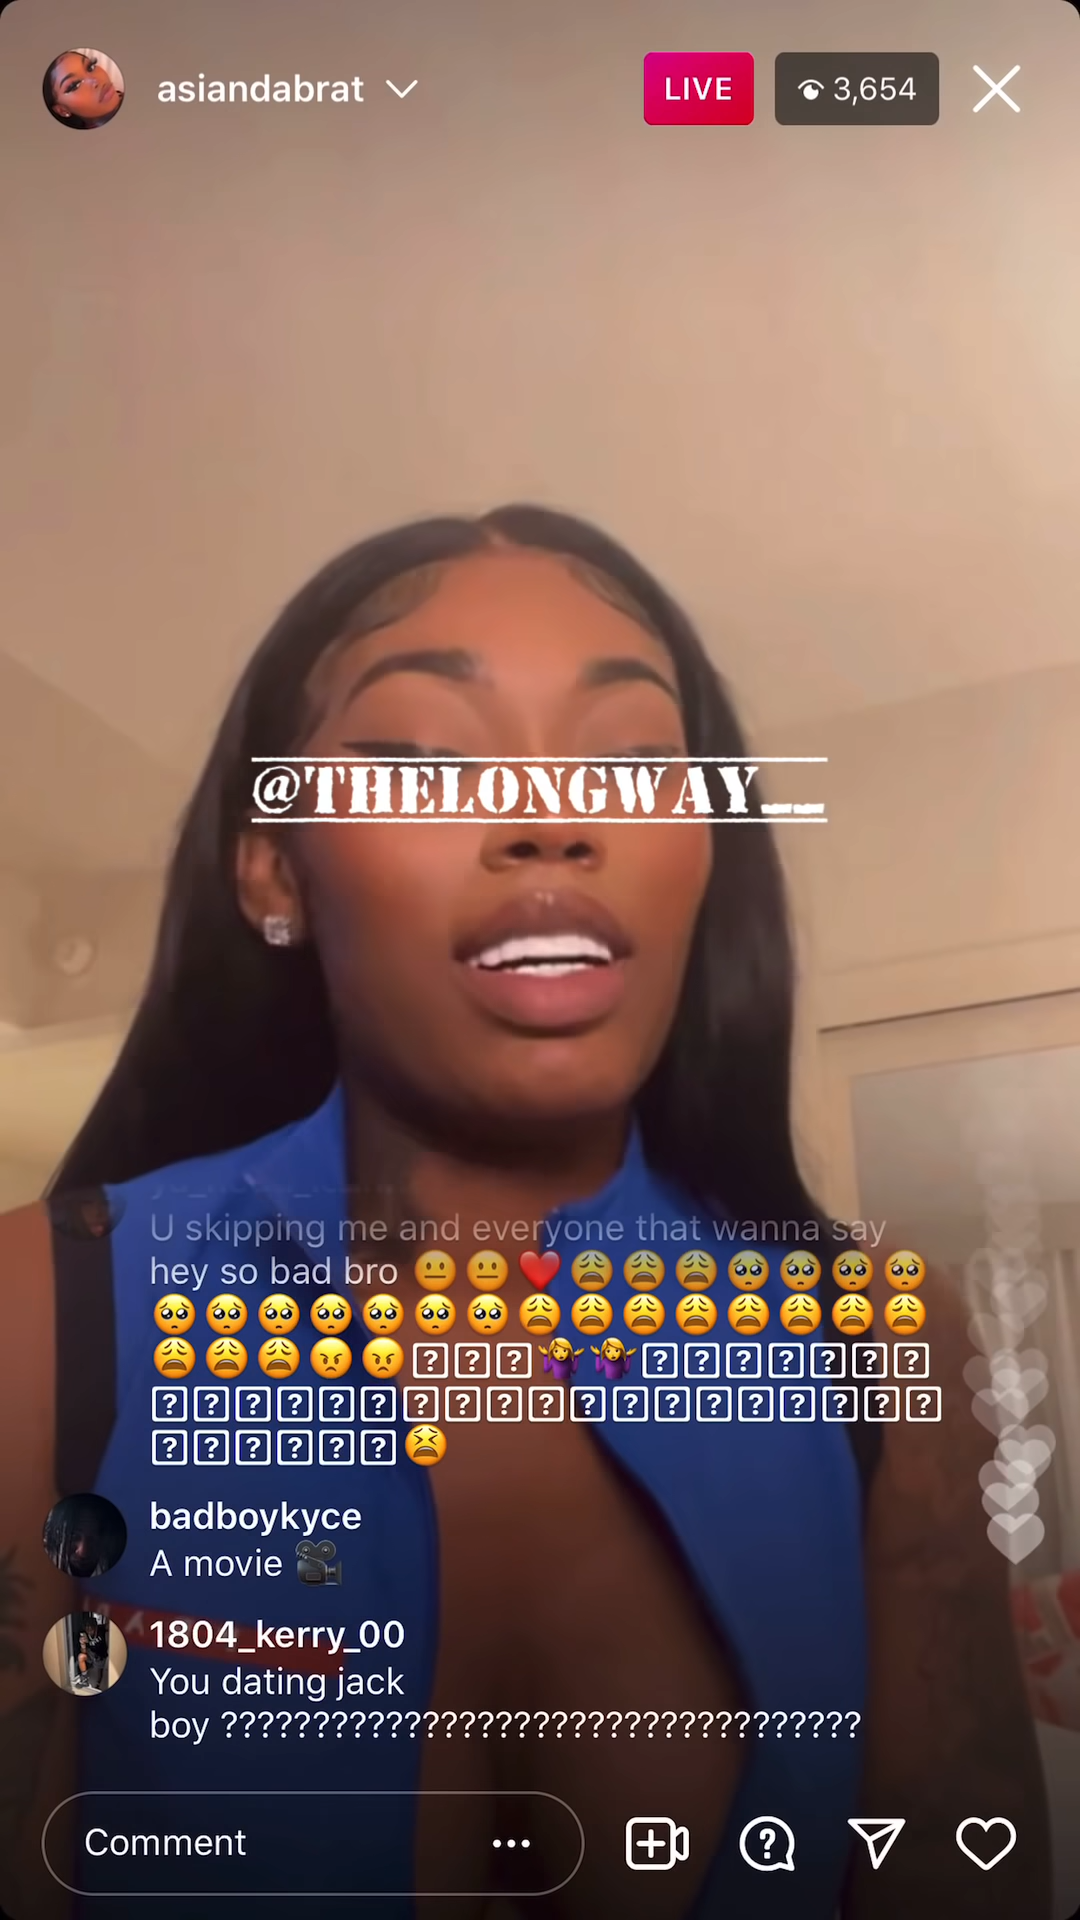 asiandabrat
LIVE
3,654
@THELONGWAY__
U skipping me and everyone that wanna say
hey so bad bro 😐😐❤️😩😩😩🥺🥺🥺🥺
🥺🥺🥺🥺🥺🥺🥺😩😩😩😩😩😩😩😩
😩😩😩😠😠🤷‍♀️🤷‍♀️
😫
badboykyce
A movie 🎥
1804_kerry_00
You dating jack
boy ???????????????????????????????????
Comment